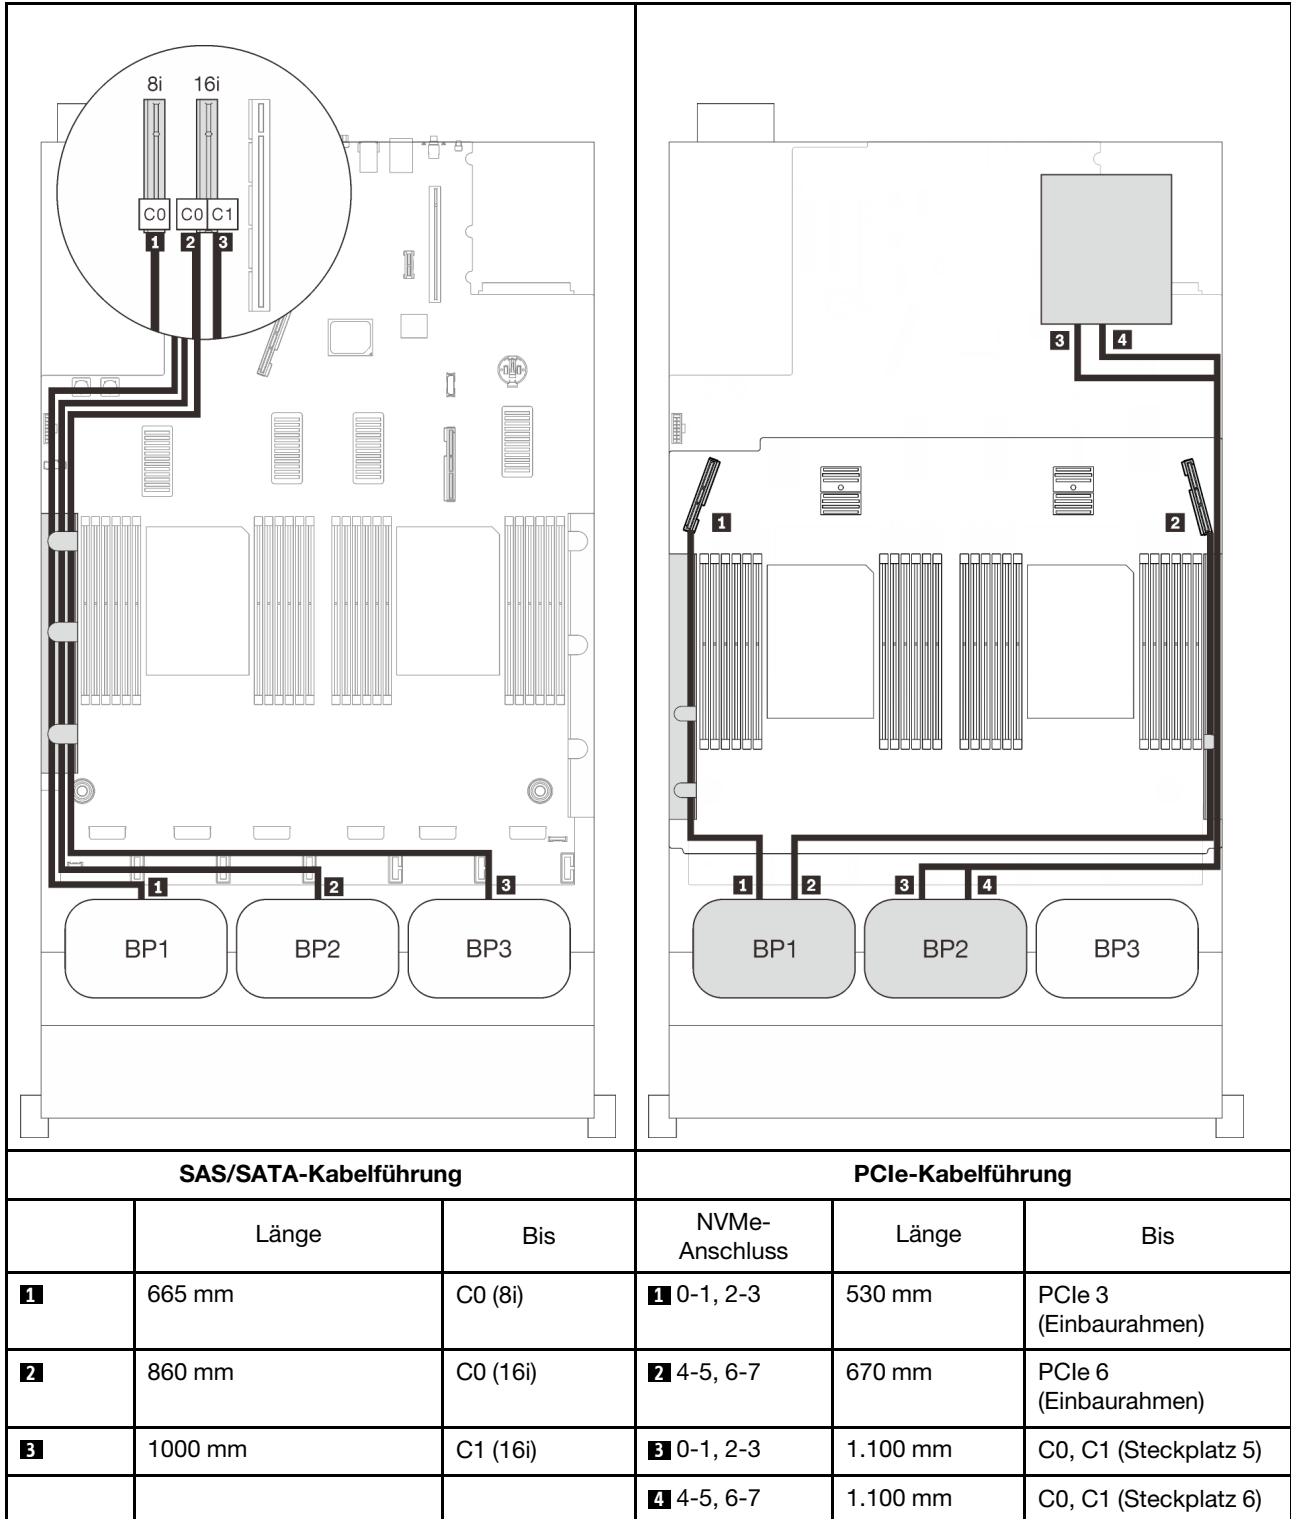 8i 16i
C0 C0 C1
1 2 3
1 2 3
BP1 BP2 BP3
3 4
1 2
1 2 3 4
BP1 BP2 BP3
SAS/SATA-Kabelführung PCIe-Kabelführung
Länge Bis NVMe-
Anschluss Länge Bis
1 665 mm C0 (8i) 1 0-1, 2-3 530 mm PCIe 3
(Einbaurahmen)
2 860 mm C0 (16i) 2 4-5, 6-7 670 mm PCIe 6
(Einbaurahmen)
3 1000 mm C1 (16i) 3 0-1, 2-3 1.100 mm C0, C1 (Steckplatz 5)
4 4-5, 6-7 1.100 mm C0, C1 (Steckplatz 6)